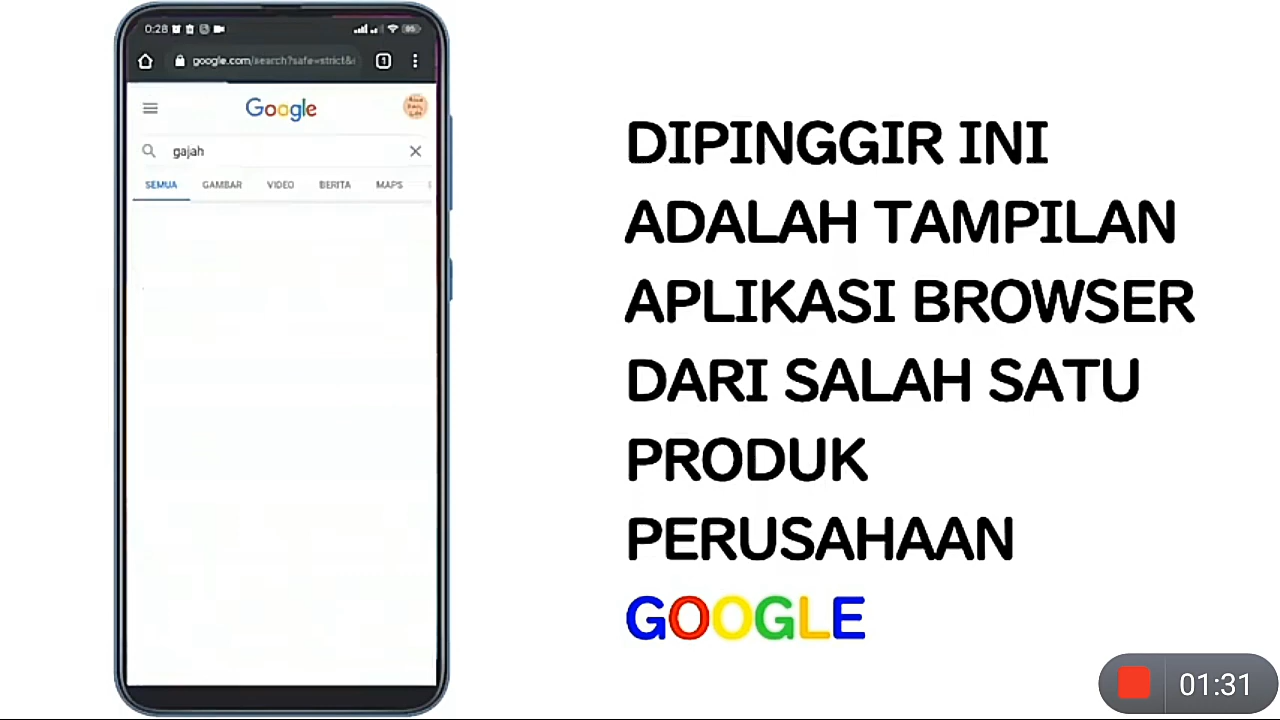 0:28
google.com/search?safe=strict&
1
Google
gajah
SEMUA GAMBAR VIDEO BERITA MAPS
DIPINGGIR INI
ADALAH TAMPILAN
APLIKASI BROWSER
DARI SALAH SATU
PRODUK
PERUSAHAAN
GOOGLE
01:31